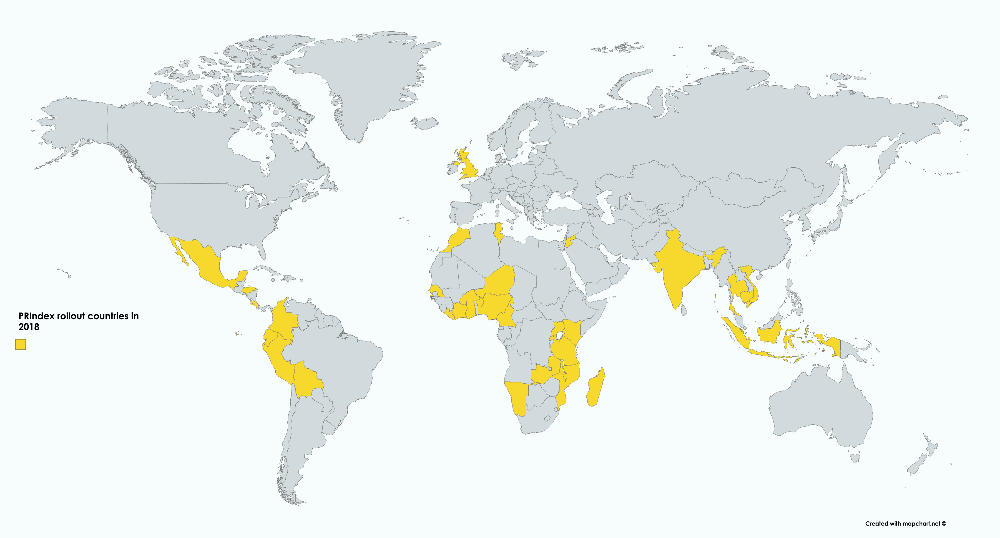 PRIndex rollout countries in
2018
Created with mapchart.net ©